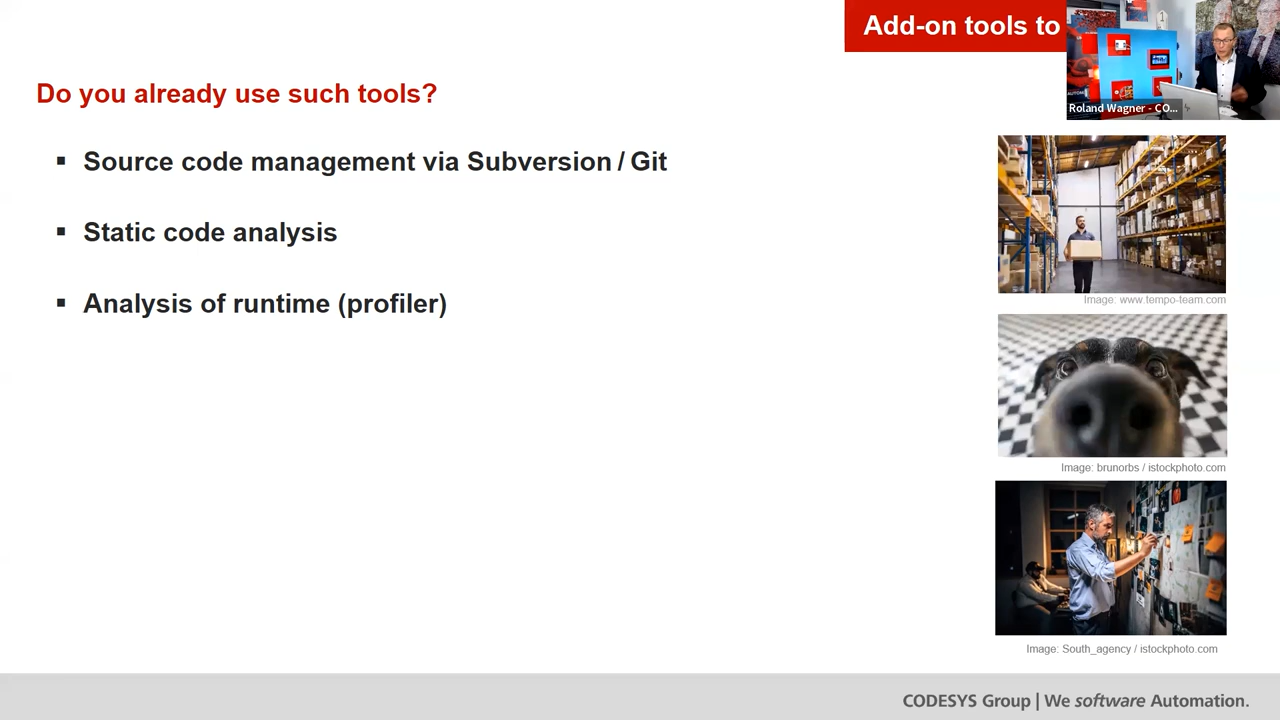 Add-on tools to
Roland Wagner - CO...
Do you already use such tools?
Source code management via Subversion / Git
Static code analysis
Analysis of runtime (profiler)
Image: www.tempo-team.com
Image: brunorbs / istockphoto.com
Image: South_agency / istockphoto.com
CODESYS Group | We software Automation.